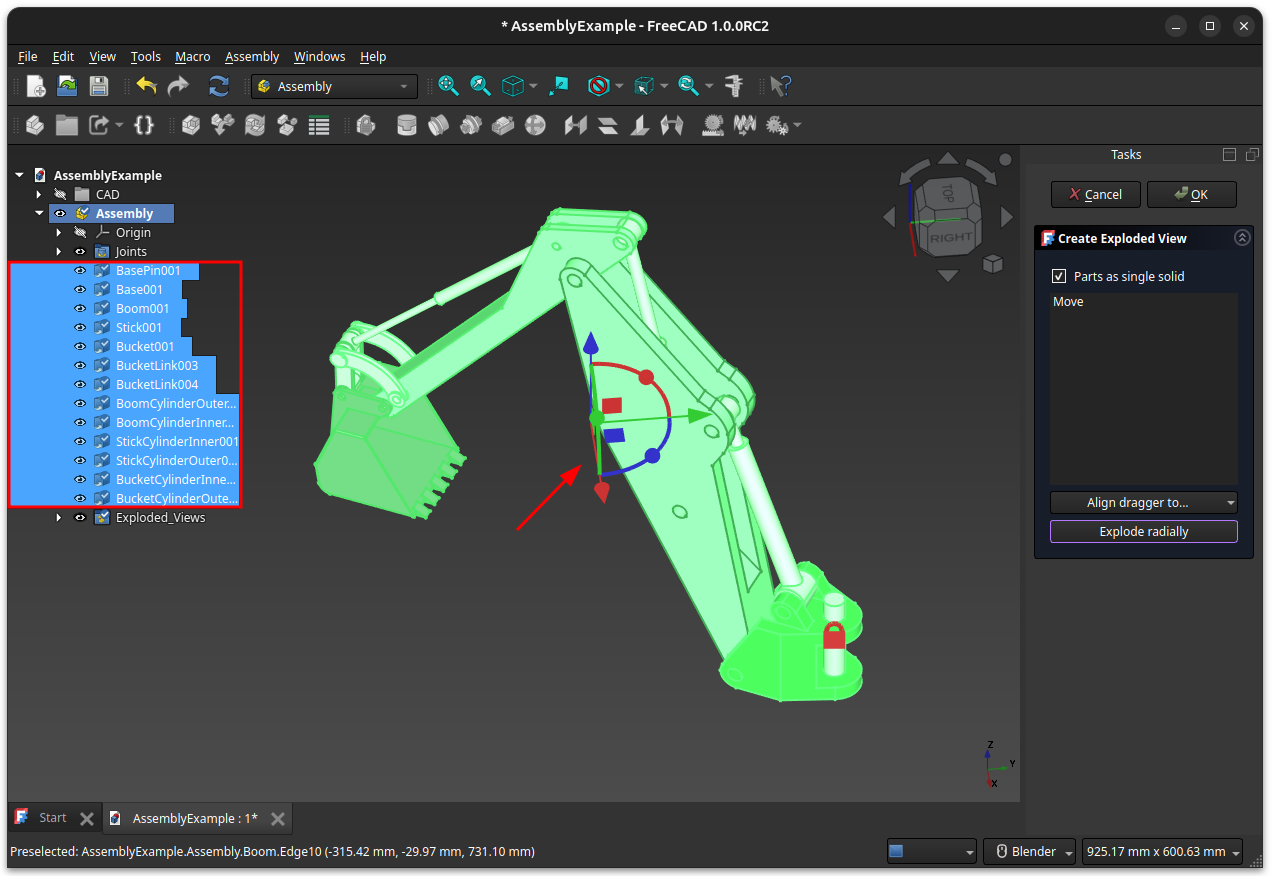 * AssemblyExample - FreeCAD 1.0.0RC2
File Edit View Tools Macro Assembly Windows Help
Assembly
Tasks
AssemblyExample
CAD
Assembly
Origin
Joints
BasePin001
Base001
Boom001
Stick001
Bucket001
BucketLink003
BucketLink004
BoomCylinderOuter...
BoomCylinderInner...
StickCylinderInner001
StickCylinderOuter0...
BucketCylinderInne...
BucketCylinderOute...
Exploded_Views
TOP
RIGHT
Z
Y
X
Cancel OK
Create Exploded View
Parts as single solid
Move
Align dragger to...
Explode radially
Start
AssemblyExample : 1*
Preselected: AssemblyExample.Assembly.Boom.Edge10 (-315.42 mm, -29.97 mm, 731.10 mm)
Blender
925.17 mm x 600.63 mm